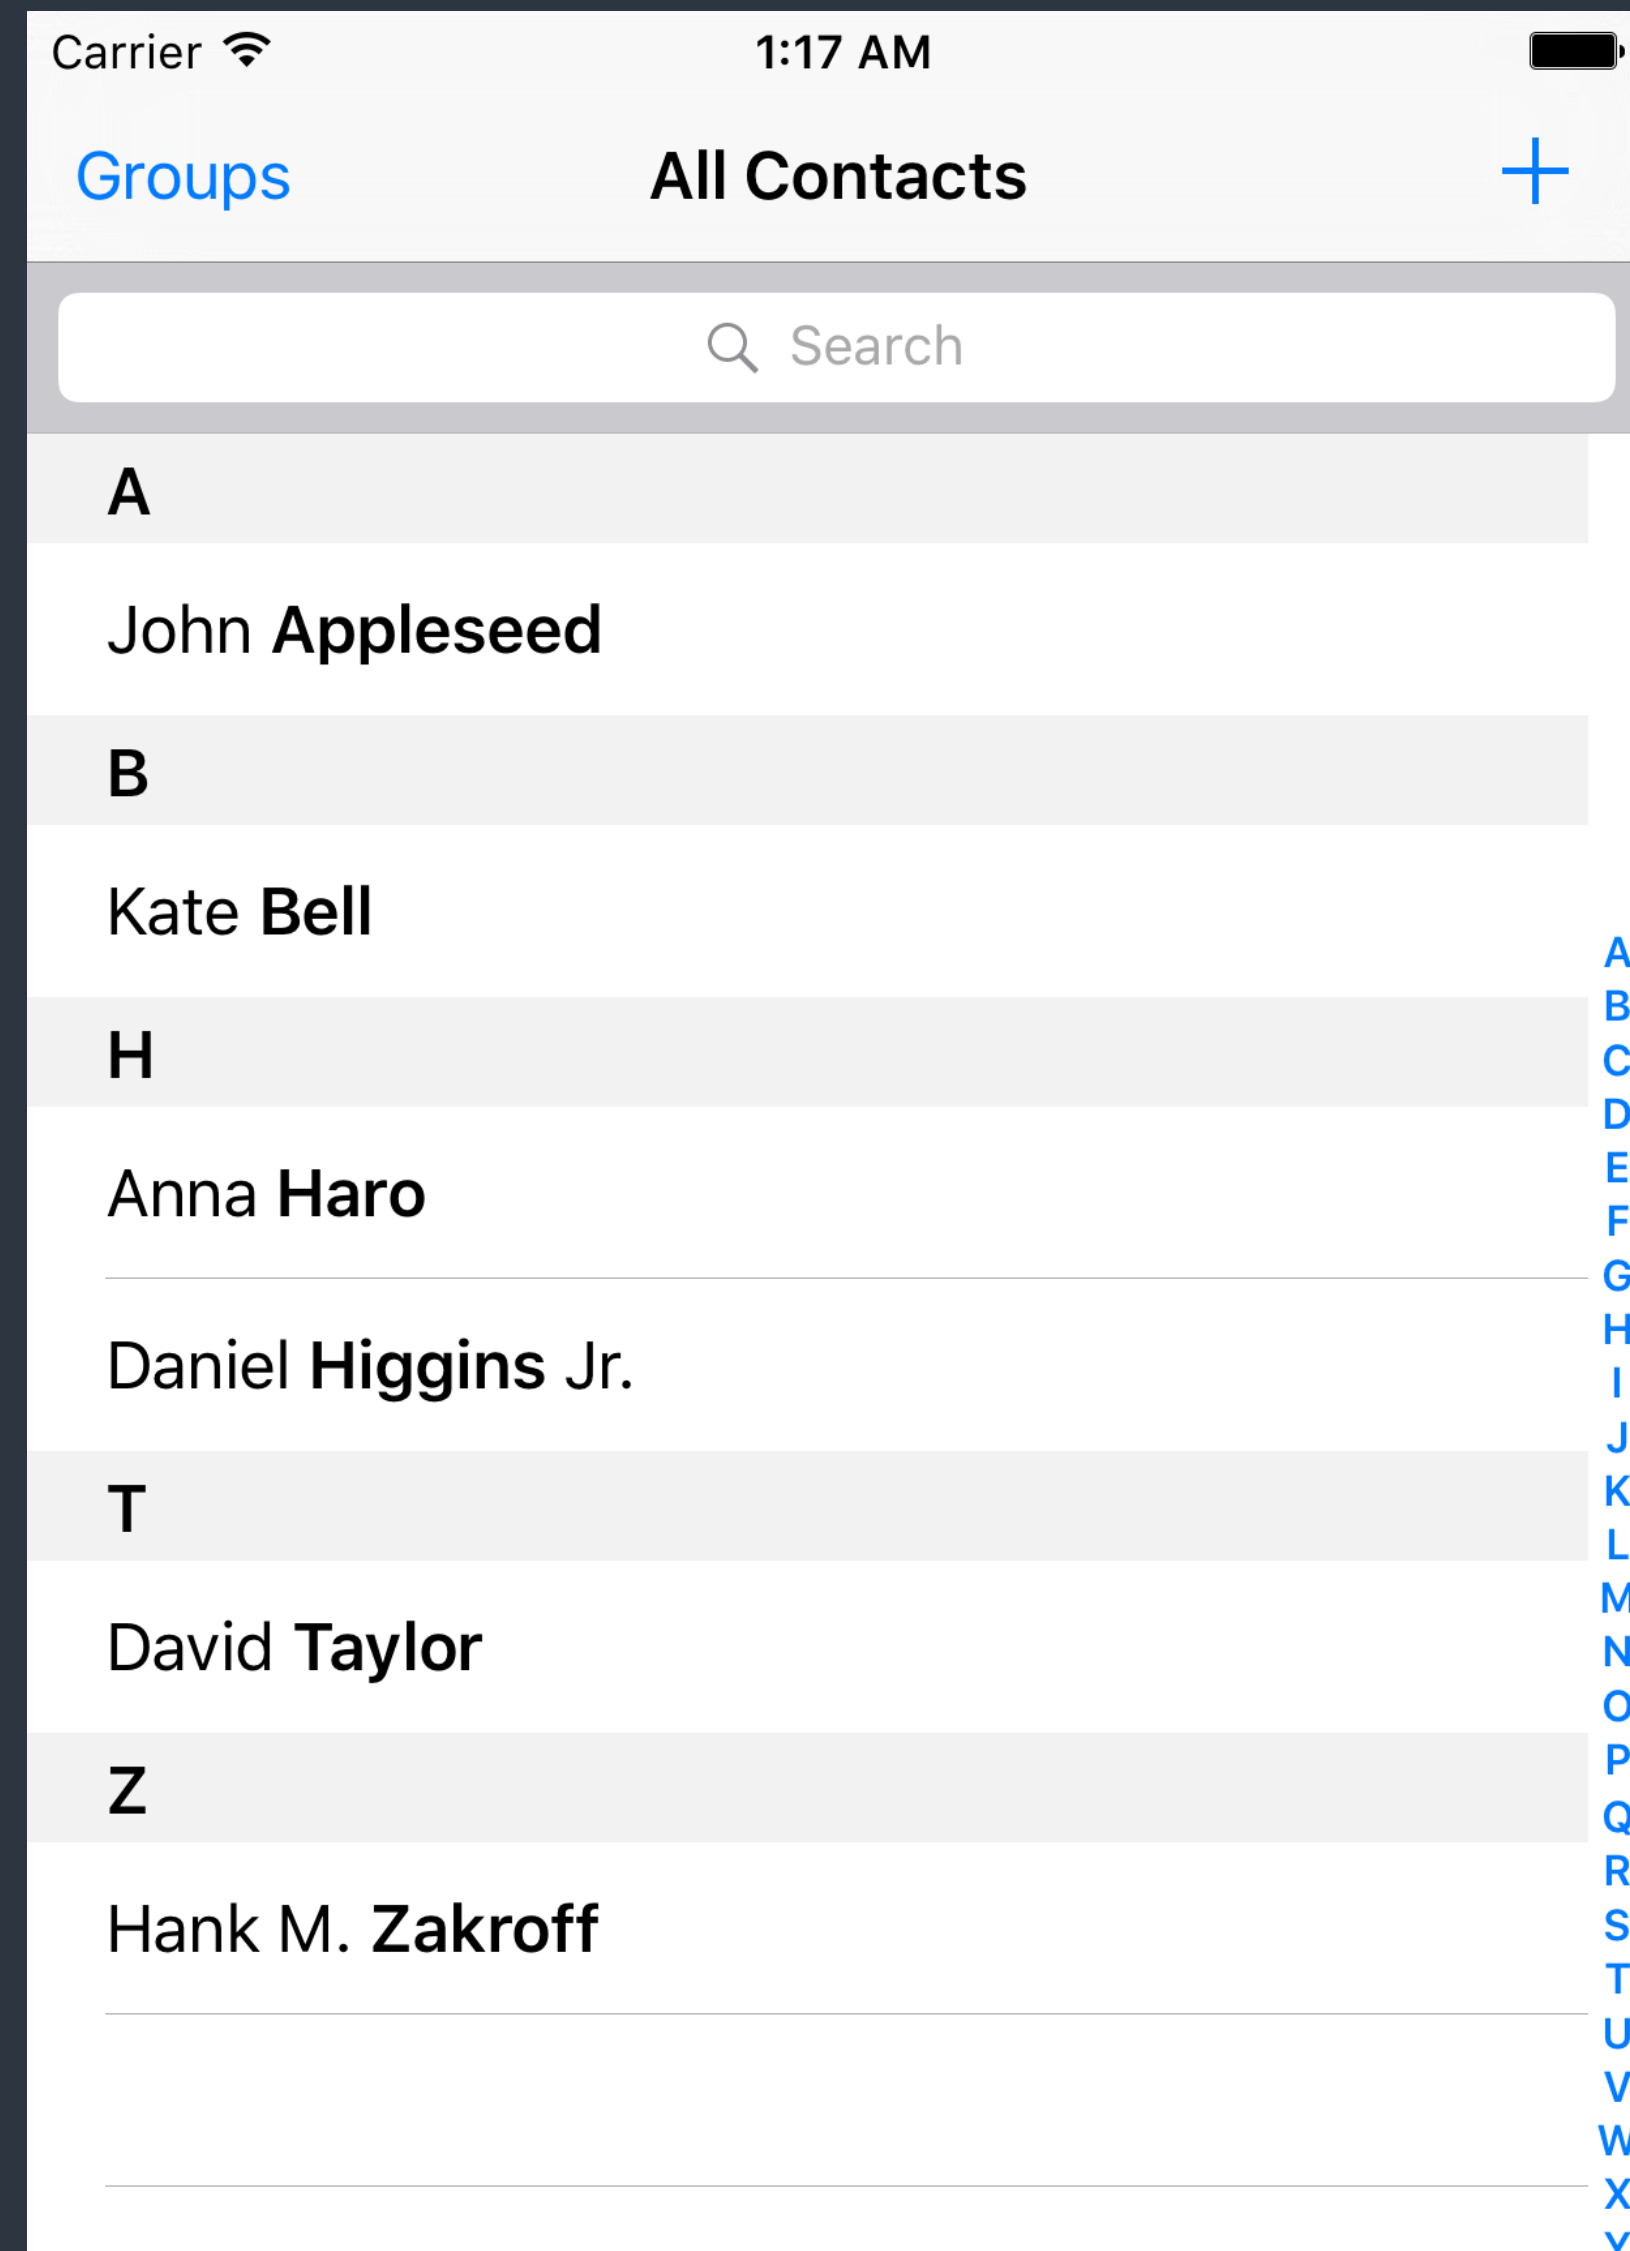 Carrier 1:17 AM
Groups All Contacts +
Search
A
John Appleseed
B
Kate Bell
H
Anna Haro
Daniel Higgins Jr.
T
David Taylor
Z
Hank M. Zakroff
A
B
C
D
E
F
G
H
I
J
K
L
M
N
O
P
Q
R
S
T
U
V
W
X
Y